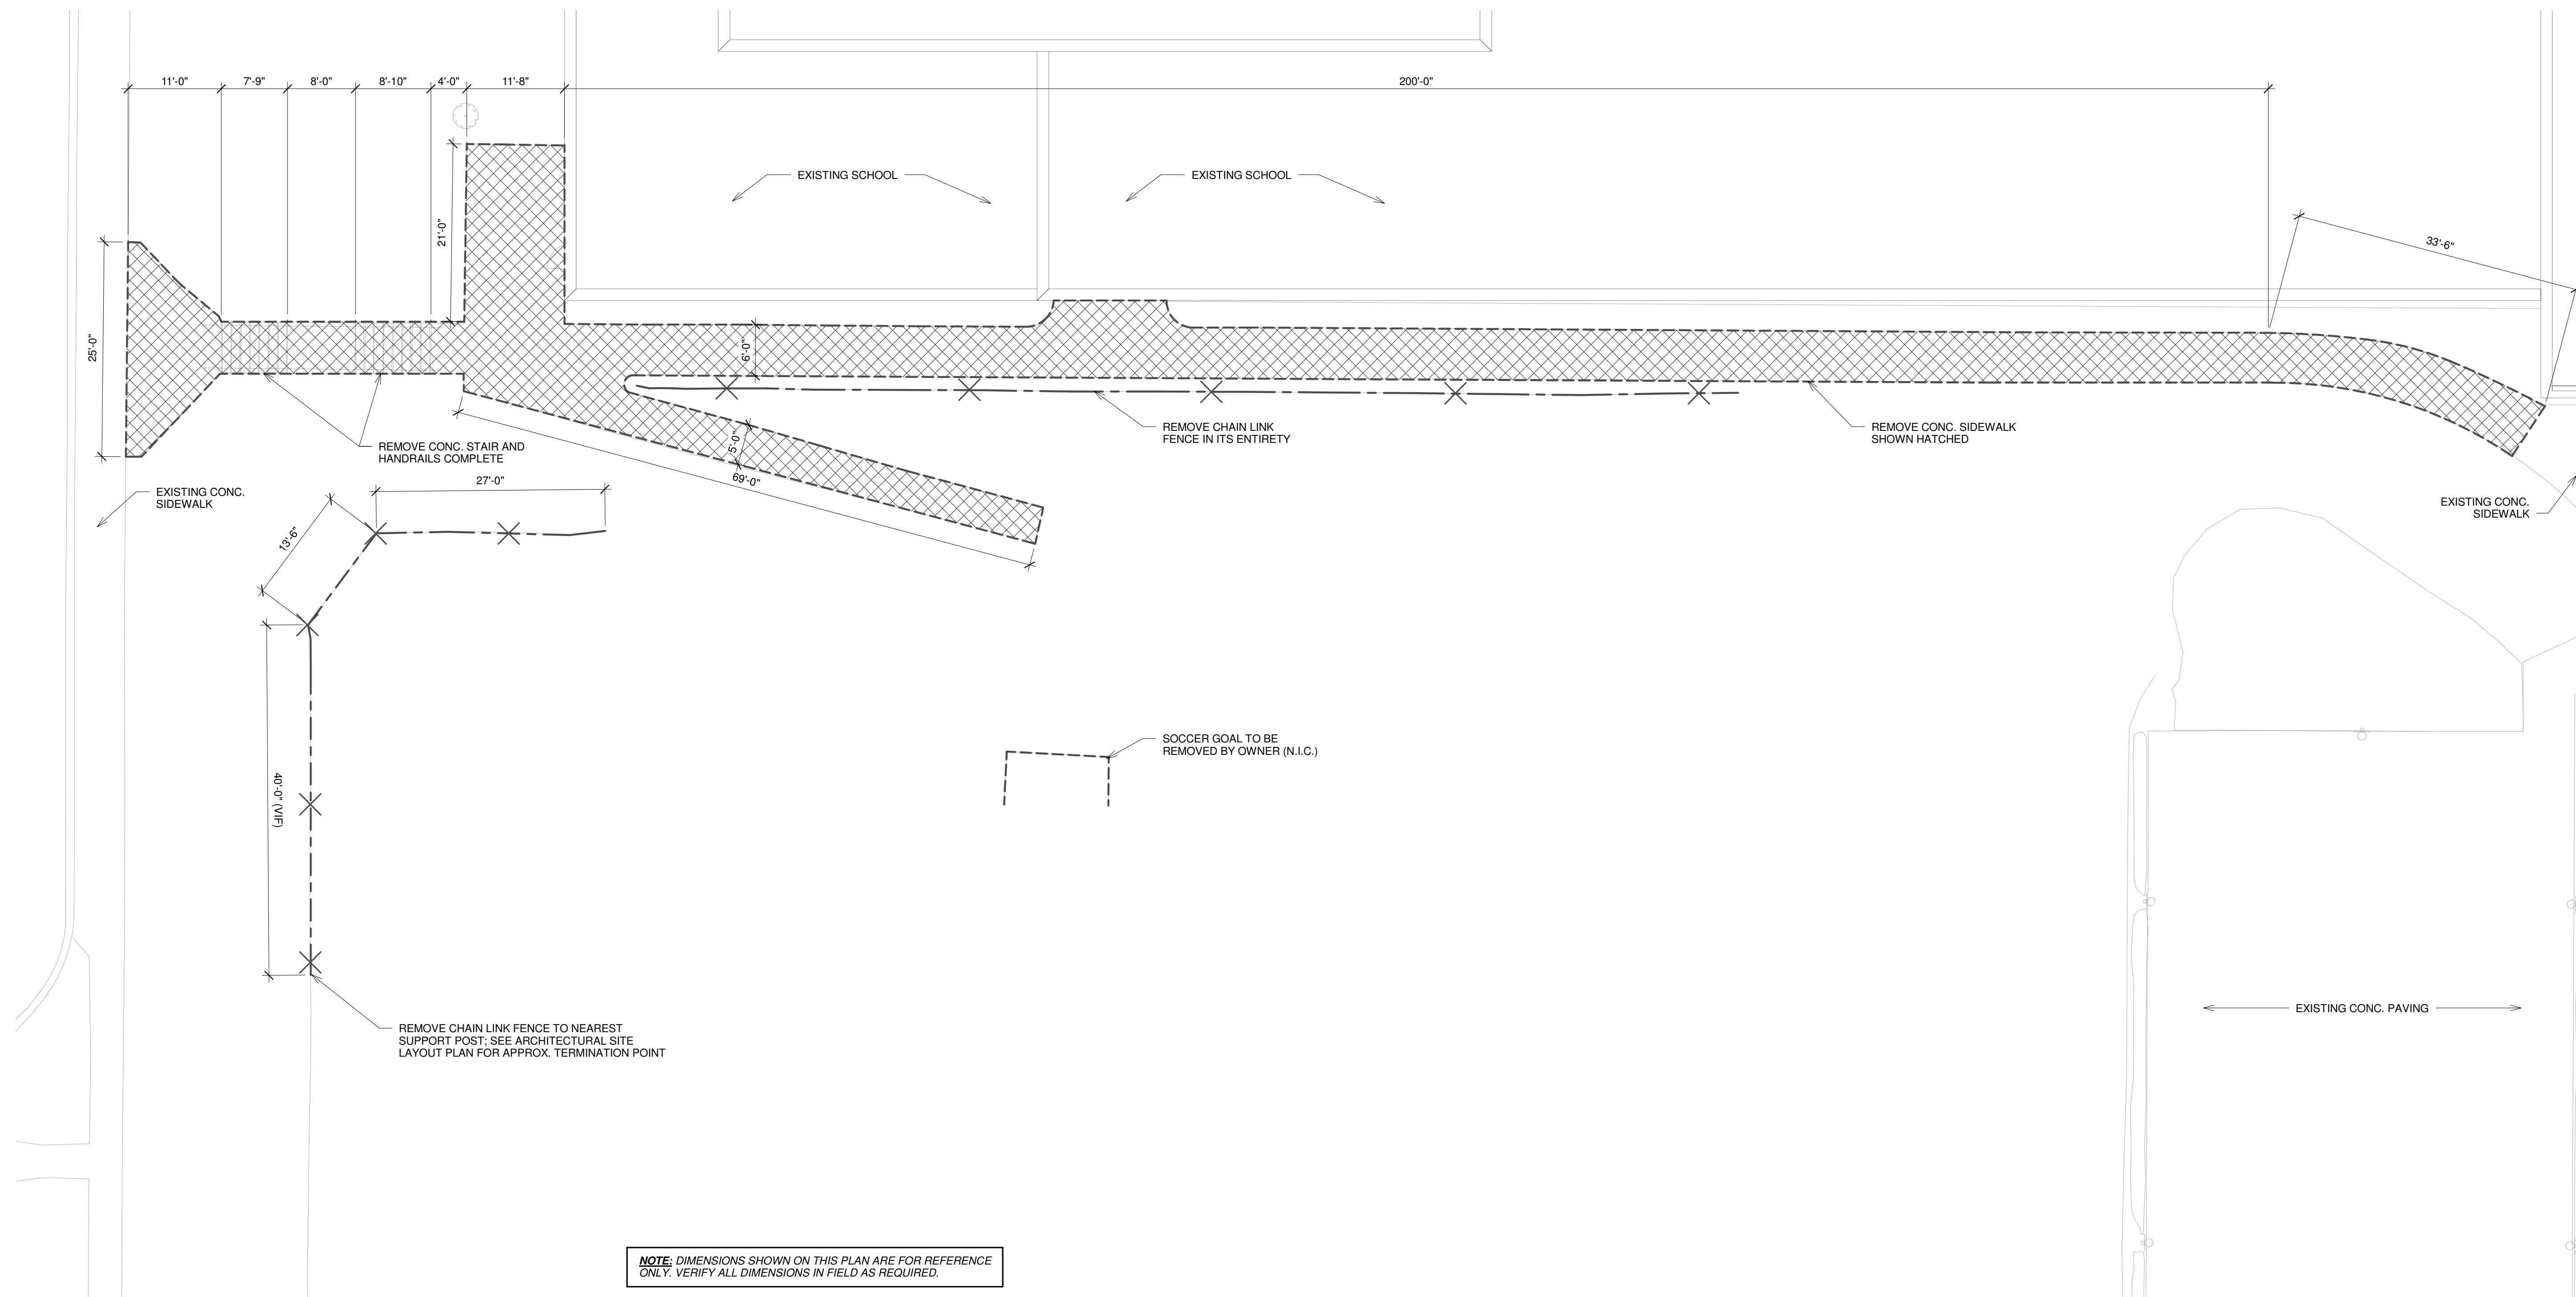 11'-0"
7'-9"
8'-0"
8'-10"
4'-0"
11'-8"
200'-0"
EXISTING SCHOOL
EXISTING SCHOOL
21'-0"
33'-6"
25'-0"
6'-0"
REMOVE CONC. STAIR AND
HANDRAILS COMPLETE
5'-0"
69'-0"
REMOVE CHAIN LINK
FENCE IN ITS ENTIRETY
REMOVE CONC. SIDEWALK
SHOWN HATCHED
EXISTING CONC.
SIDEWALK
27'-0"
13'-6"
EXISTING CONC.
SIDEWALK
40'-0" (VIF)
SOCCER GOAL TO BE
REMOVED BY OWNER (N.I.C.)
REMOVE CHAIN LINK FENCE TO NEAREST
SUPPORT POST; SEE ARCHITECTURAL SITE
LAYOUT PLAN FOR APPROX. TERMINATION POINT
EXISTING CONC. PAVING
NOTE: DIMENSIONS SHOWN ON THIS PLAN ARE FOR REFERENCE
ONLY. VERIFY ALL DIMENSIONS IN FIELD AS REQUIRED.